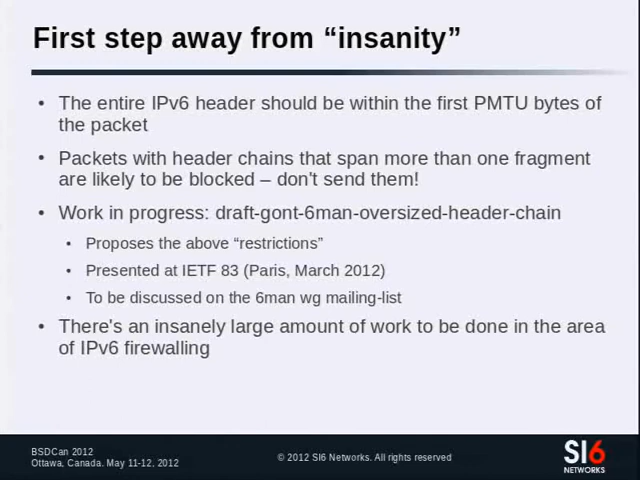 First step away from “insanity”
• The entire IPv6 header should be within the first PMTU bytes of
the packet
• Packets with header chains that span more than one fragment
are likely to be blocked – don't send them!
• Work in progress: draft-gont-6man-oversized-header-chain
• Proposes the above “restrictions”
• Presented at IETF 83 (Paris, March 2012)
• To be discussed on the 6man wg mailing-list
• There's an insanely large amount of work to be done in the area
of IPv6 firewalling
BSDCan 2012
Ottawa, Canada. May 11-12, 2012
© 2012 SI6 Networks. All rights reserved
SI6
NETWORKS